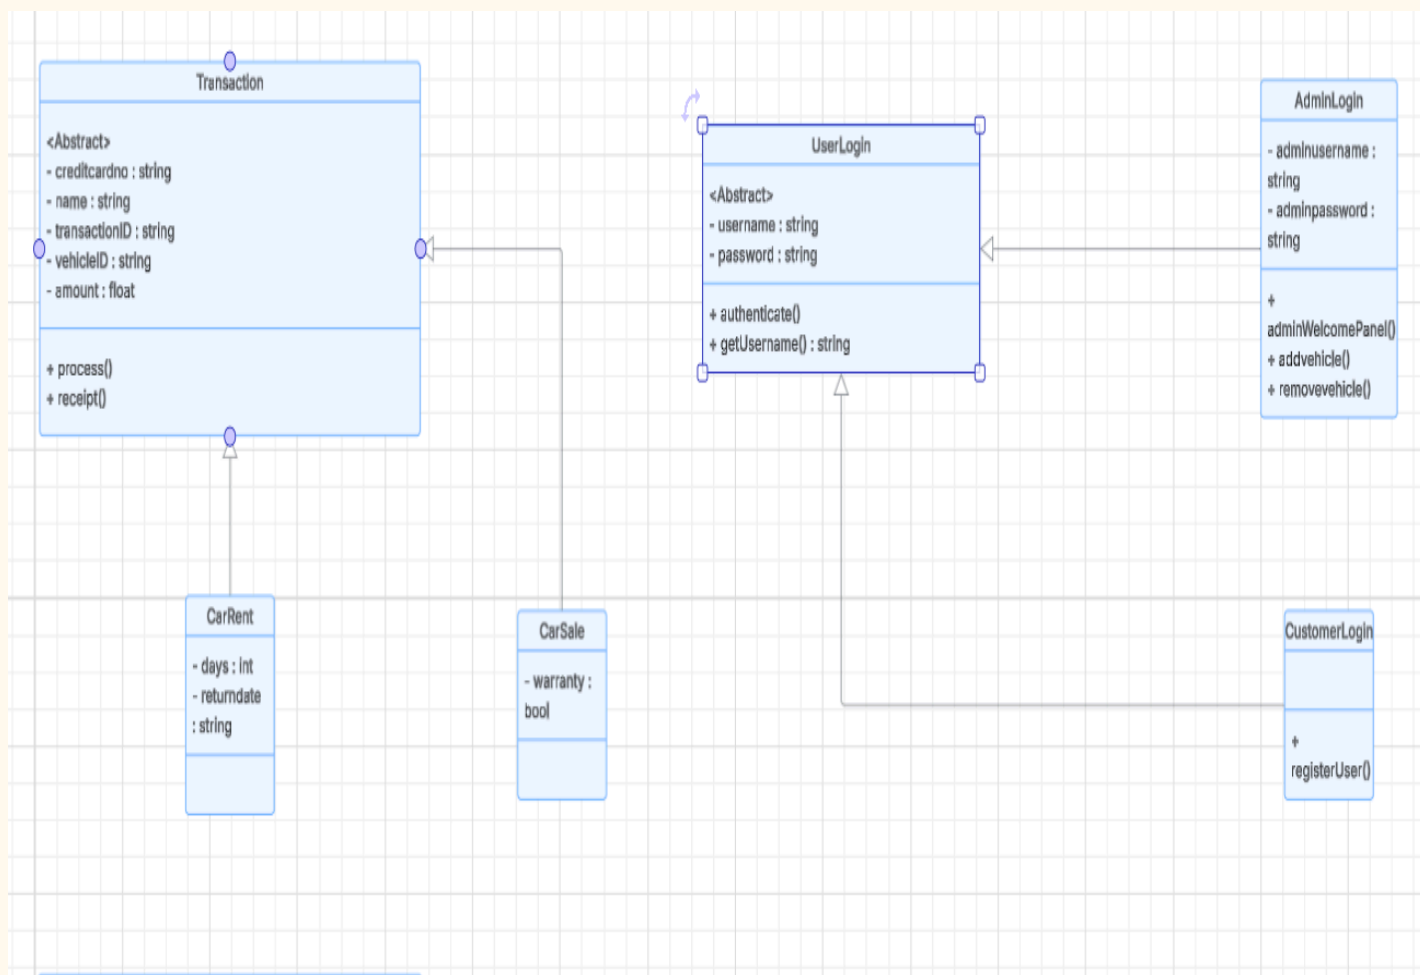 Transaction
<Abstract>
- creditcardno : string
- name : string
- transactionID : string
- vehicleID : string
- amount : float
+ process()
+ receipt()
UserLogin
<Abstract>
- username : string
- password : string
+ authenticate()
+ getUsername() : string
AdminLogin
- adminusername :
string
- adminpassword :
string
+
adminWelcomePanel()
+ addvehicle()
+ removevehicle()
CarRent
- days : int
- returndate
: string
CarSale
- warranty :
bool
CustomerLogin
+
registerUser()